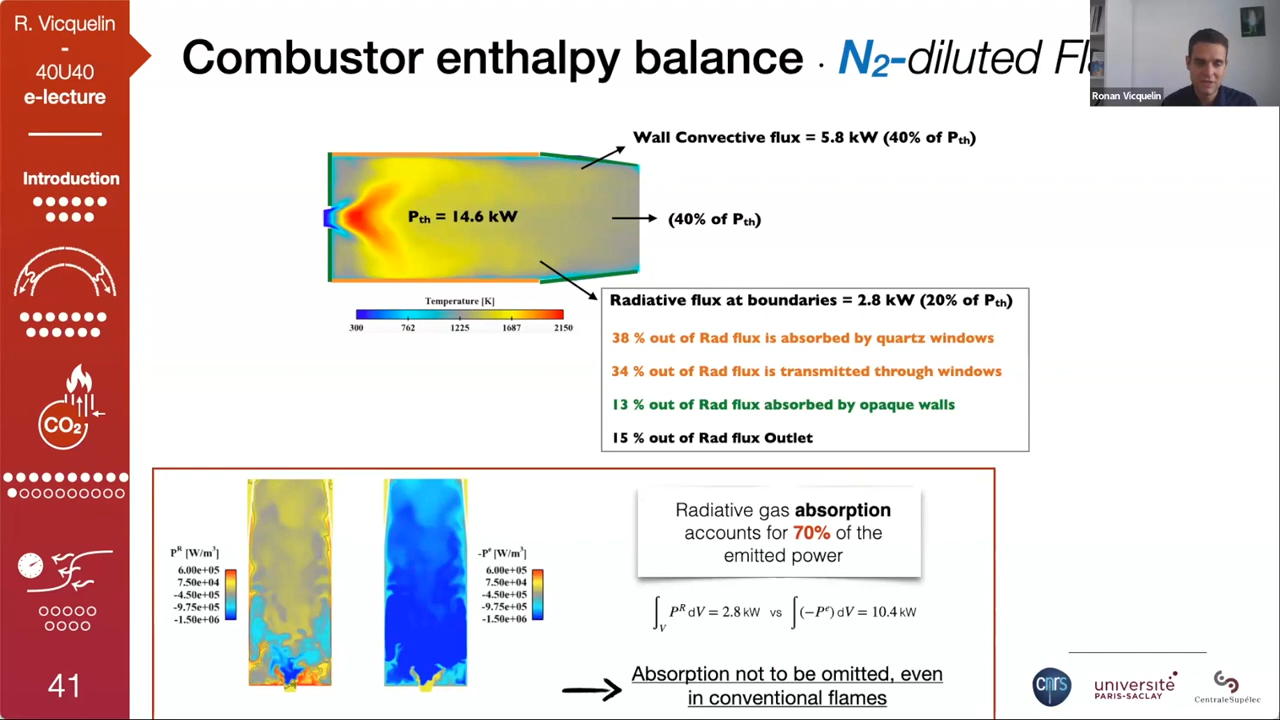 R. Vicquelin
-
40U40
e-lecture
Introduction
CO₂
41
Combustor enthalpy balance · N₂-diluted Fl
Ronan Vicquelin
Wall Convective flux = 5.8 kW (40% of Pth)
Pth = 14.6 kW
(40% of Pth)
Temperature [K]
300 762 1225 1687 2150
Radiative flux at boundaries = 2.8 kW (20% of Pth)
38 % out of Rad flux is absorbed by quartz windows
34 % out of Rad flux is transmitted through windows
13 % out of Rad flux absorbed by opaque walls
15 % out of Rad flux Outlet
Pᴿ [W/m³]
6.00e+05
7.50e+04
-4.50e+05
-9.75e+05
-1.50e+06
-Pᵉ [W/m³]
6.00e+05
7.50e+04
-4.50e+05
-9.75e+05
-1.50e+06
Radiative gas absorption
accounts for 70% of the
emitted power
∫V Pᴿ dV = 2.8 kW vs ∫(−Pᵉ) dV = 10.4 kW
Absorption not to be omitted, even
in conventional flames
cnrs
université
PARIS-SACLAY
CentraleSupélec